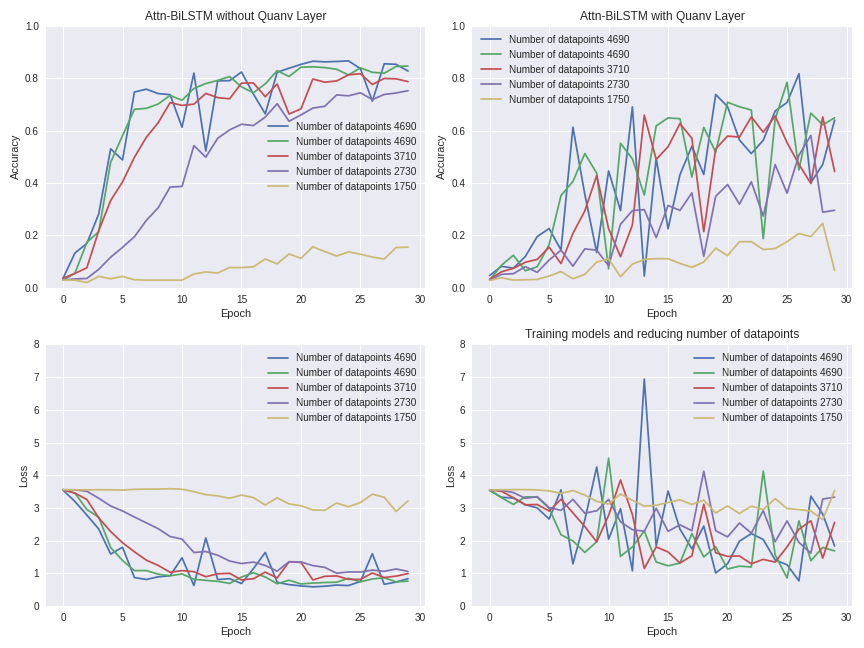 Attn-BiLSTM without Quanv Layer
1.0
0.8
0.6
0.4
0.2
0.0
Accuracy
Number of datapoints 4690
Number of datapoints 4690
Number of datapoints 3710
Number of datapoints 2730
Number of datapoints 1750
0 5 10 15 20 25 30
Epoch
Attn-BiLSTM with Quanv Layer
1.0
0.8
0.6
0.4
0.2
0.0
Accuracy
Number of datapoints 4690
Number of datapoints 4690
Number of datapoints 3710
Number of datapoints 2730
Number of datapoints 1750
0 5 10 15 20 25 30
Epoch
8
7
6
5
4
3
2
1
0
Loss
Number of datapoints 4690
Number of datapoints 4690
Number of datapoints 3710
Number of datapoints 2730
Number of datapoints 1750
0 5 10 15 20 25 30
Epoch
Training models and reducing number of datapoints
8
7
6
5
4
3
2
1
0
Loss
Number of datapoints 4690
Number of datapoints 4690
Number of datapoints 3710
Number of datapoints 2730
Number of datapoints 1750
0 5 10 15 20 25 30
Epoch